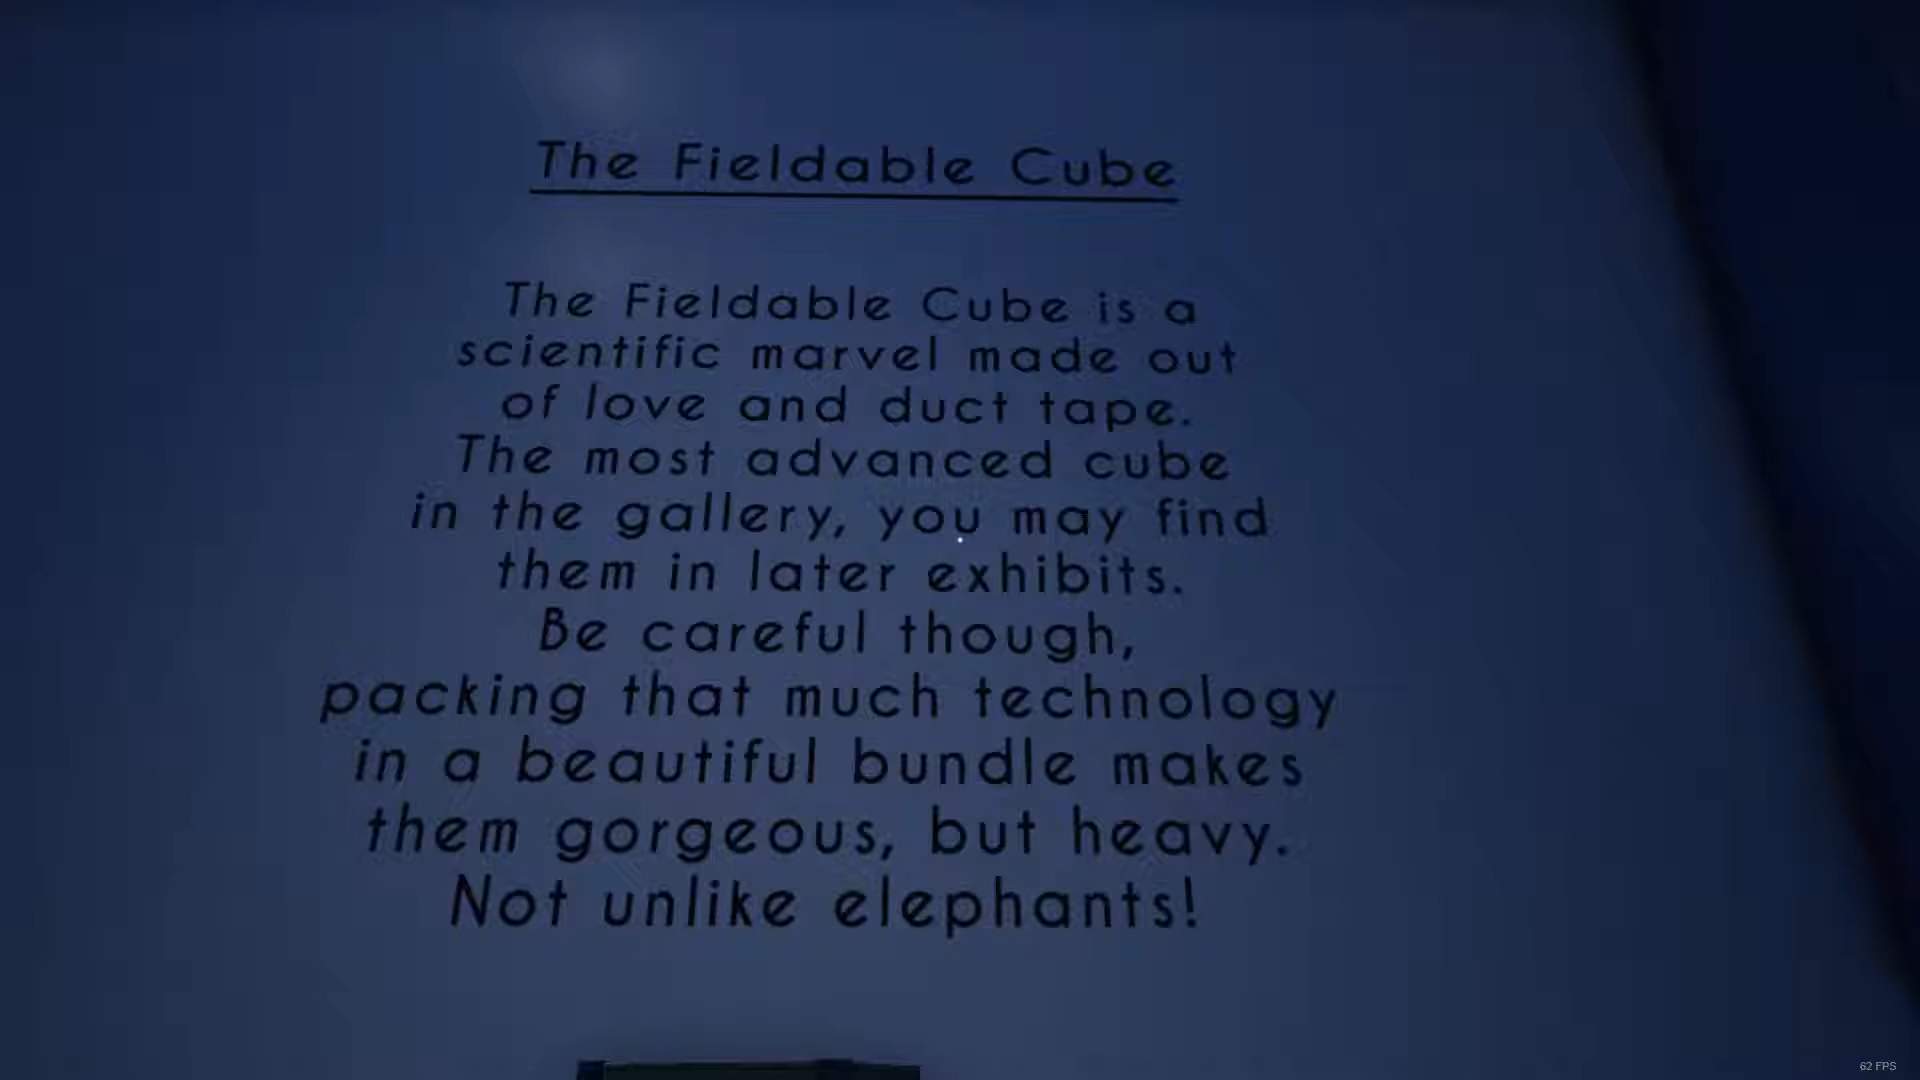 The Fieldable Cube
The Fieldable Cube is a
scientific marvel made out
of love and duct tape.
The most advanced cube
in the gallery, you may find
them in later exhibits.
Be careful though,
packing that much technology
in a beautiful bundle makes
them gorgeous, but heavy.
Not unlike elephants!
62 FPS